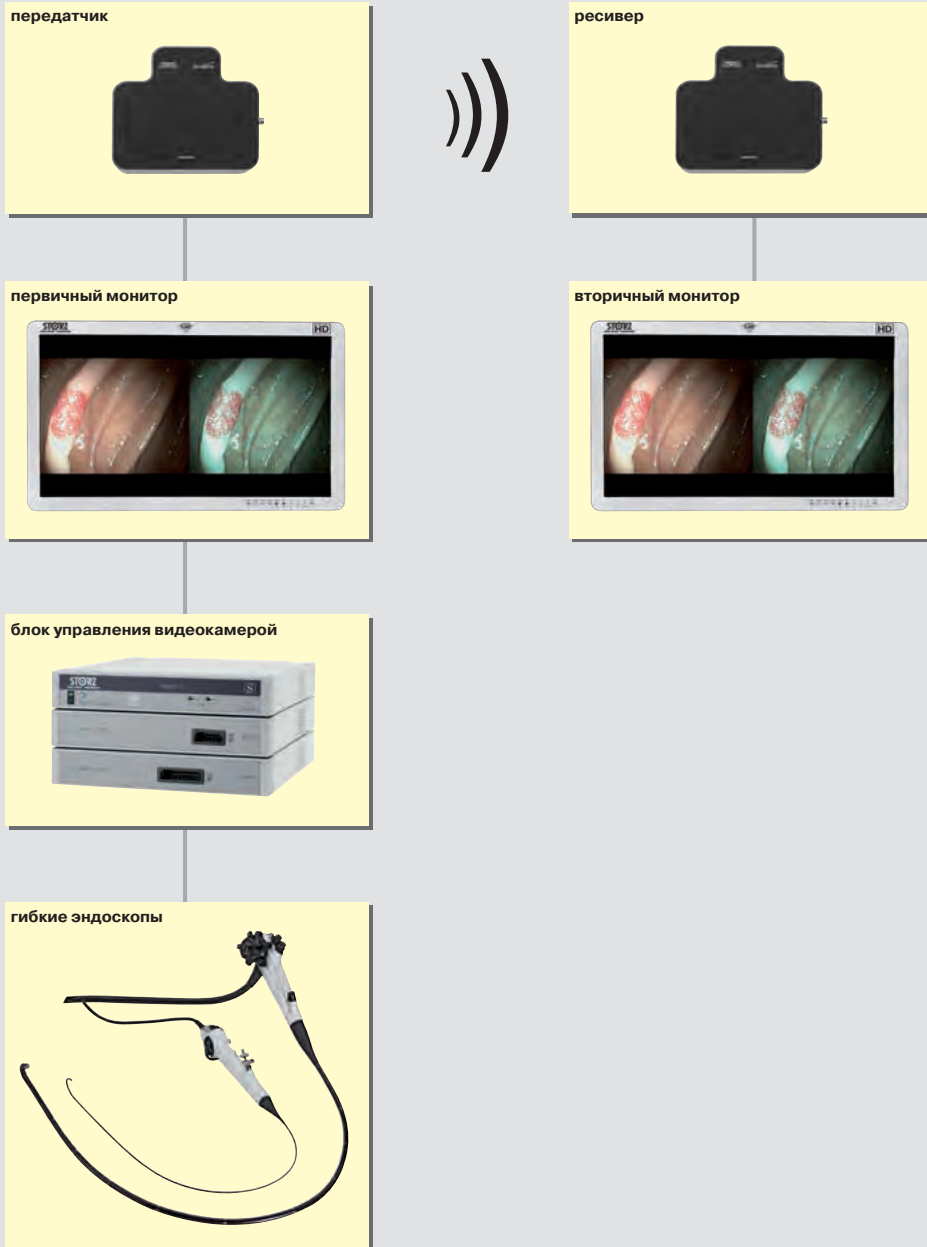 передатчик
ресивер
первичный монитор
STORZ
HD
вторичный монитор
STORZ
HD
блок управления видеокамерой
STORZ
S
гибкие эндоскопы